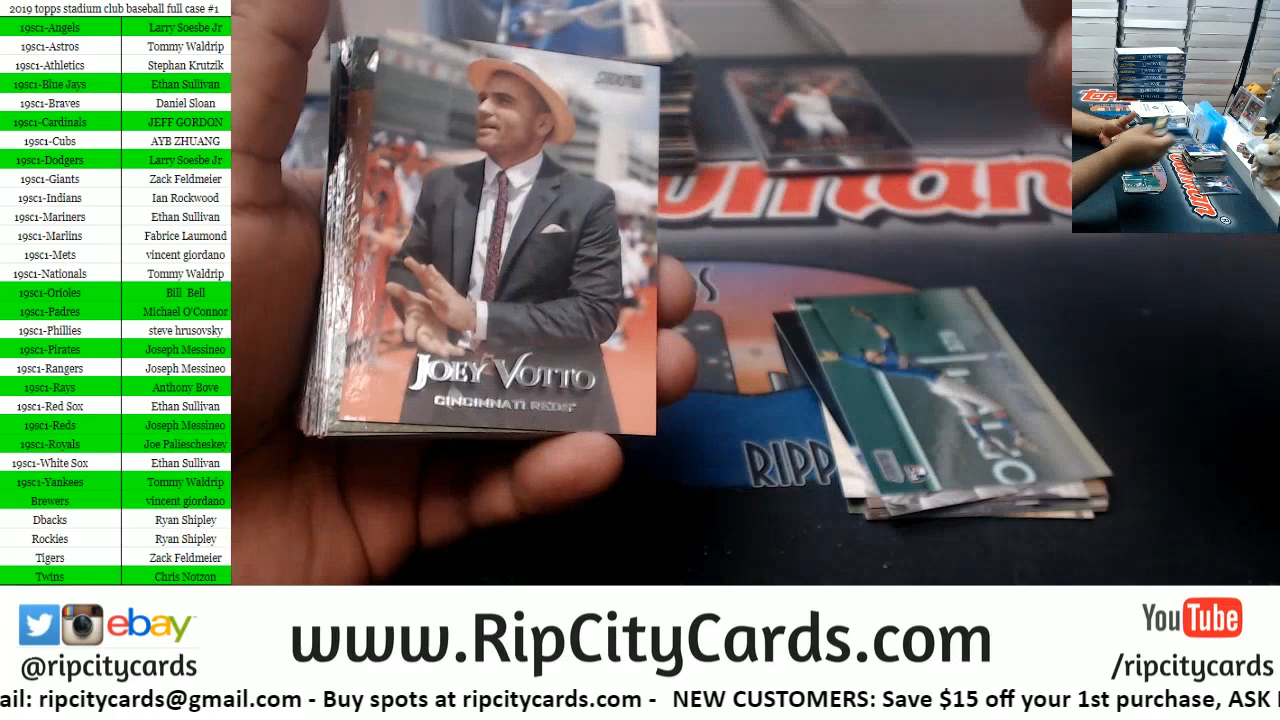 2019 topps stadium club baseball full case #1
19sc1-Angels Larry Soesbe Jr
19sc1-Astros Tommy Waldrip
19sc1-Athletics Stephan Krutzik
19sc1-Blue Jays Ethan Sullivan
19sc1-Braves Daniel Sloan
19sc1-Cardinals JEFF GORDON
19sc1-Cubs AYB ZHUANG
19sc1-Dodgers Larry Soesbe Jr
19sc1-Giants Zack Feldmeier
19sc1-Indians Ian Rockwood
19sc1-Mariners Ethan Sullivan
19sc1-Marlins Fabrice Laumond
19sc1-Mets vincent giordano
19sc1-Nationals Tommy Waldrip
19sc1-Orioles Bill Bell
19sc1-Padres Michael O'Connor
19sc1-Phillies steve hrusovsky
19sc1-Pirates Joseph Messineo
19sc1-Rangers Joseph Messineo
19sc1-Rays Anthony Bove
19sc1-Red Sox Ethan Sullivan
19sc1-Reds Joseph Messineo
19sc1-Royals Joe Paliescheskey
19sc1-White Sox Ethan Sullivan
19sc1-Yankees Tommy Waldrip
Brewers vincent giordano
Dbacks Ryan Shipley
Rockies Ryan Shipley
Tigers Zack Feldmeier
Twins Chris Notzon
JOEY VOTTO
CINCINNATI REDS
RIPP
ebay
@ripcitycards
www.RipCityCards.com
YouTube
/ripcitycards
ail: ripcitycards@gmail.com - Buy spots at ripcitycards.com - NEW CUSTOMERS: Save $15 off your 1st purchase, ASK